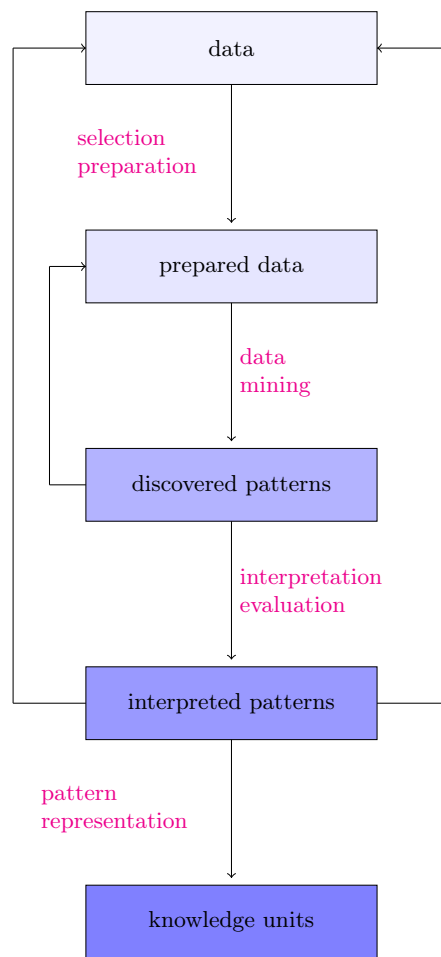 data
selection
preparation
prepared data
data
mining
discovered patterns
interpretation
evaluation
interpreted patterns
pattern
representation
knowledge units